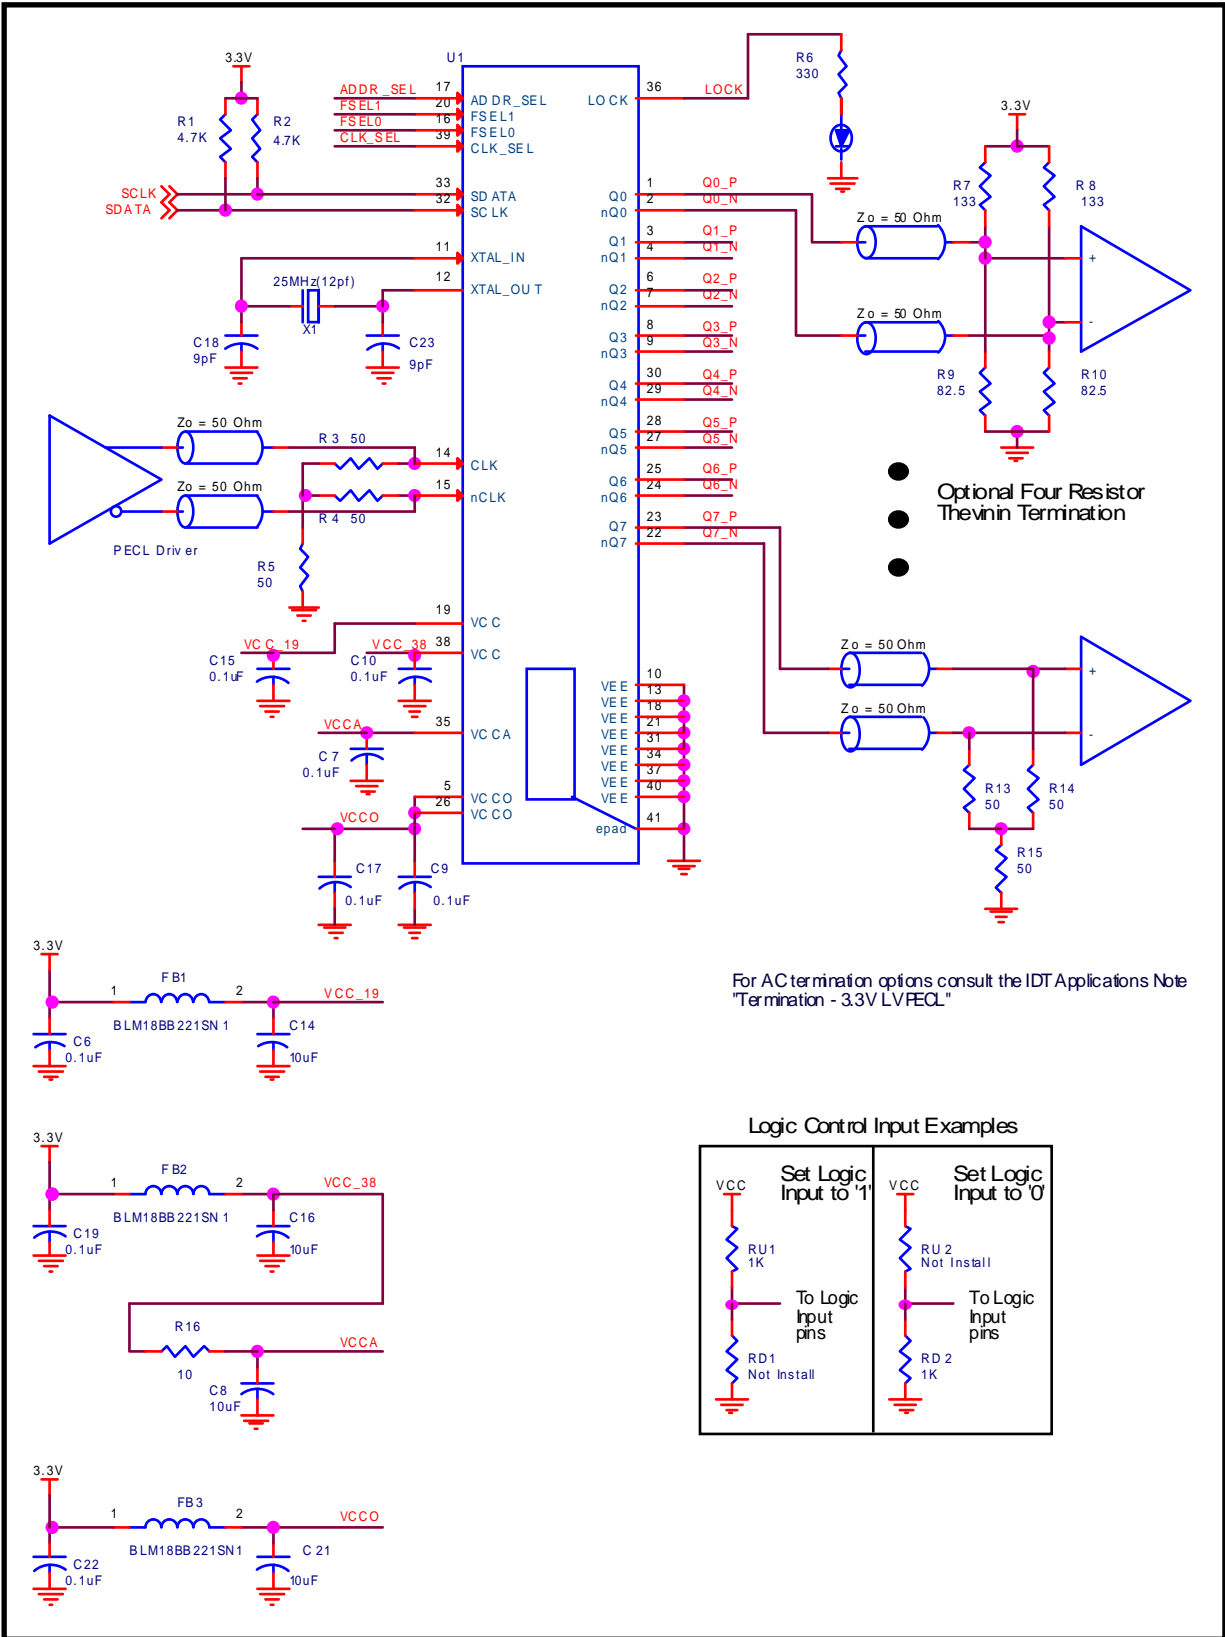 3.3V
R1
4.7K
R2
4.7K
SCLK
SDATA
ADDR_SEL
FSEL1
FSEL0
CLK_SEL
17
20
16
39
33
32
11
12
U1
ADDR_SEL
FSEL1
FSEL0
CLK_SEL
SDATA
SCLK
XTAL_IN
XTAL_OUT
25MHz(12pf)
X1
C18
9pF
C23
9pF
Zo = 50 Ohm
Zo = 50 Ohm
PECL Driver
R3 50
R4 50
R5
50
14
15
CLK
nCLK
19
38
VCC
VCC
VCC_19
VCC_38
C15
0.1uF
C10
0.1uF
VCCA
35
VCCA
C7
0.1uF
5
26
VCCO
VCCO
VCCO
C17
0.1uF
C9
0.1uF
LOCK
36
LOCK
R6
330
Q0
nQ0
1
2
Q0_P
Q0_N
Q1
nQ1
3
4
Q1_P
Q1_N
Q2
nQ2
6
7
Q2_P
Q2_N
Q3
nQ3
8
9
Q3_P
Q3_N
Q4
nQ4
30
29
Q4_P
Q4_N
Q5
nQ5
28
27
Q5_P
Q5_N
Q6
nQ6
25
24
Q6_P
Q6_N
Q7
nQ7
23
22
Q7_P
Q7_N
VEE
VEE
VEE
VEE
VEE
VEE
VEE
VEE
epad
10
13
18
21
31
34
37
40
41
3.3V
R7
133
R8
133
Zo = 50 Ohm
Zo = 50 Ohm
+
-
R9
82.5
R10
82.5
Optional Four Resistor
Thevinin Termination
Zo = 50 Ohm
Zo = 50 Ohm
+
-
R13
50
R14
50
R15
50
For AC termination options consult the IDT Applications Note
"Termination - 3.3V LVPECL"
3.3V
FB1
1
2
BLM18BB221SN1
VCC_19
C6
0.1uF
C14
10uF
3.3V
FB2
1
2
BLM18BB221SN1
VCC_38
C19
0.1uF
C16
10uF
R16
10
VCCA
C8
10uF
3.3V
FB3
1
2
BLM18BB221SN1
VCCO
C22
0.1uF
C21
10uF
Logic Control Input Examples
Set Logic
Input to '1'
VCC
RU1
1K
To Logic
Input
pins
RD1
Not Install
Set Logic
Input to '0'
VCC
RU2
Not Install
To Logic
Input
pins
RD2
1K